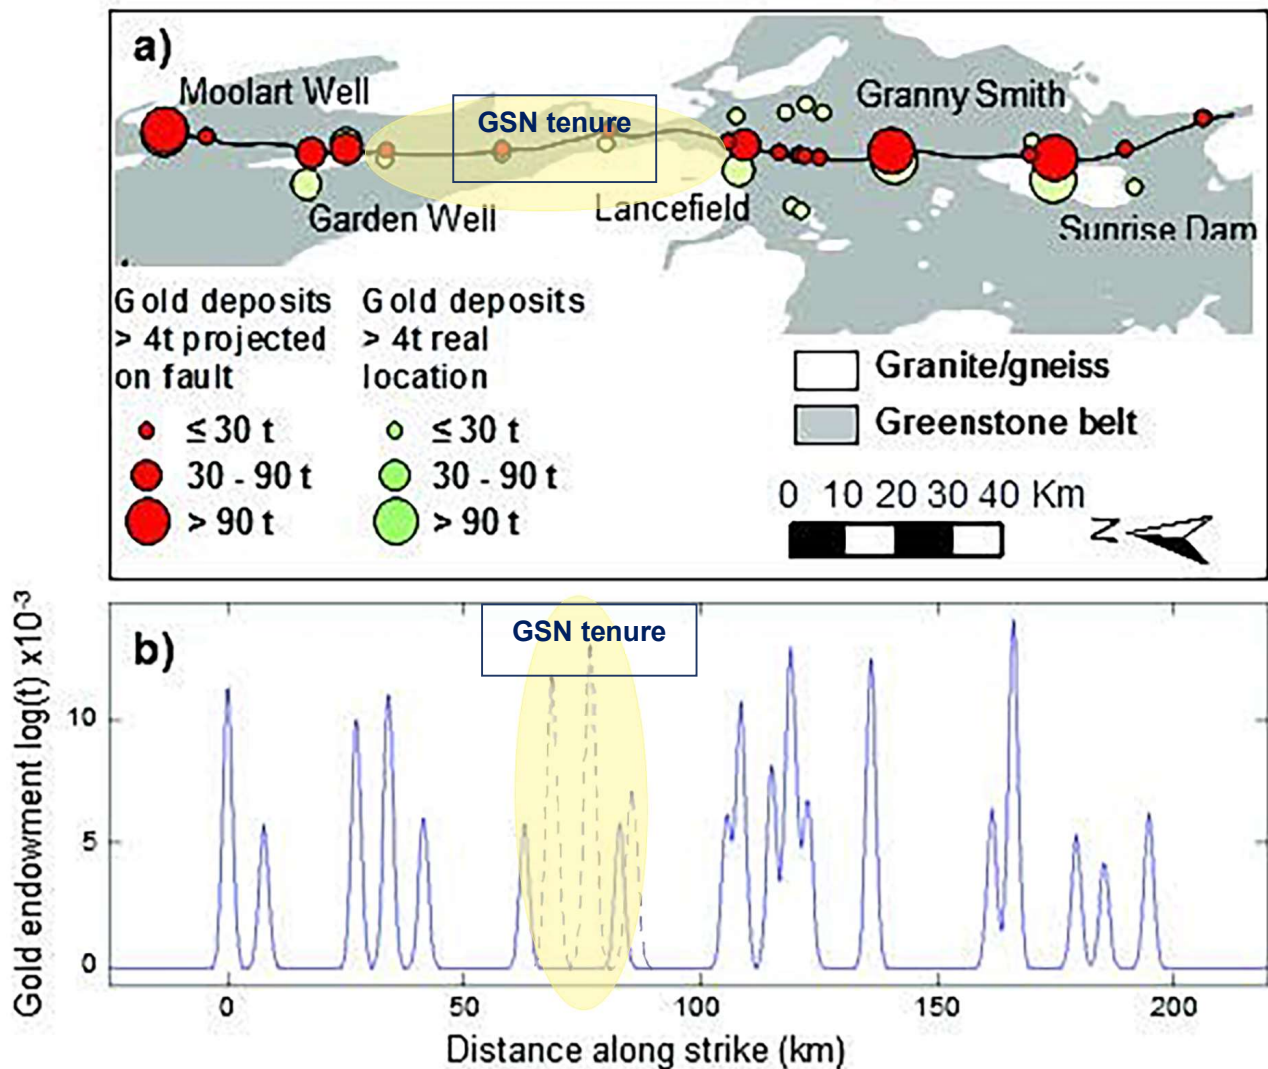 a)
Moolart Well
GSN tenure
Granny Smith
Garden Well
Lancefield
Sunrise Dam
Gold deposits
> 4t projected
on fault
≤ 30 t
30 - 90 t
> 90 t
Gold deposits
> 4t real
location
≤ 30 t
30 - 90 t
> 90 t
Granite/gneiss
Greenstone belt
0 10 20 30 40 Km
N
b)
GSN tenure
Gold endowment log(t) x10⁻³
10
5
0
0 50 100 150 200
Distance along strike (km)